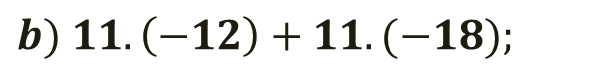 b) 11. (−12) + 11. (−18);